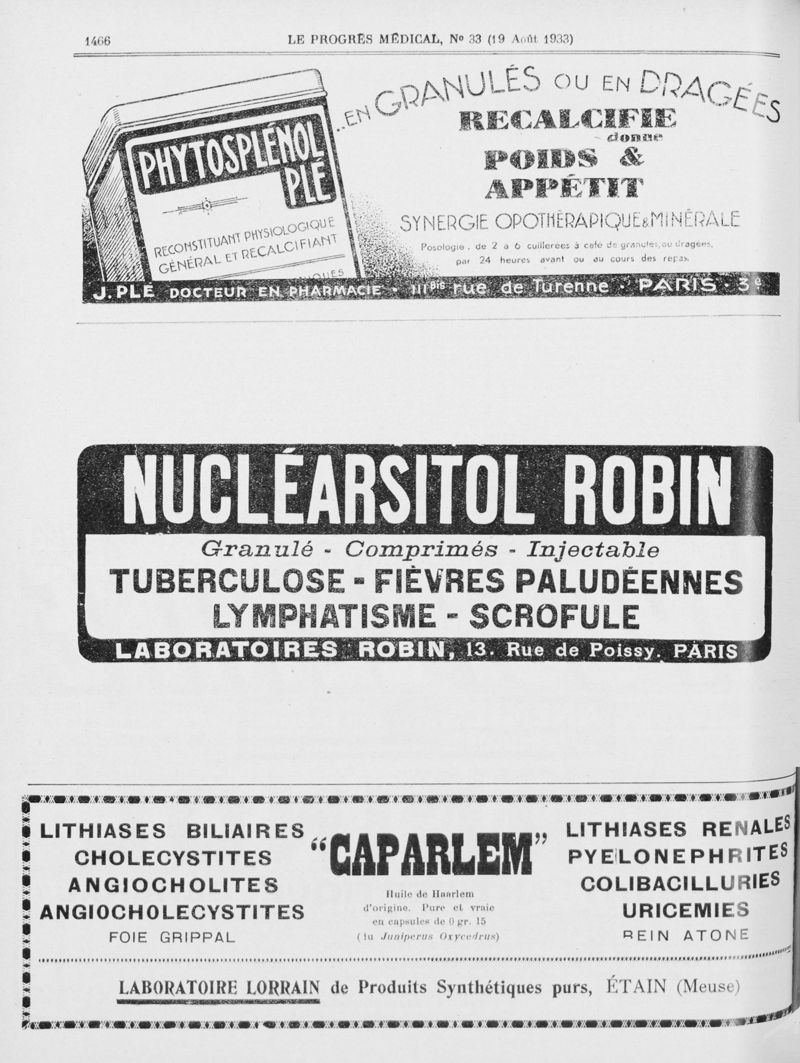 1466
LE PROGRÈS MÉDICAL, No 33 (19 Août 1933)
PHYTOSPLÉNOL
PLÉ
RECONSTITUANT PHYSIOLOGIQUE
GÉNÉRAL ET RECALCIFIANT
..EN GRANULÉS OU EN DRAGÉES
RECALCIFIE
donne
POIDS &
APPÉTIT
SYNERGIE OPOTHÉRAPIQUE & MINÉRALE
Posologie : de 2 à 6 cuillerées à café de granulés, ou dragées,
par 24 heures avant ou au cours des repas.
J. PLÉ DOCTEUR EN PHARMACIE · 111bis rue de Turenne · PARIS · 3e
NUCLÉARSITOL ROBIN
Granulé - Comprimés - Injectable
TUBERCULOSE - FIÈVRES PALUDÉENNES
LYMPHATISME - SCROFULE
LABORATOIRES ROBIN, 13, Rue de Poissy, PARIS
LITHIASES BILIAIRES
CHOLECYSTITES
ANGIOCHOLITES
ANGIOCHOLECYSTITES
FOIE GRIPPAL
"CAPARLEM"
Huile de Haarlem
d'origine. Pure et vraie
en capsules de 0 gr. 15
(du Juniperus Oxycedrus)
LITHIASES RENALES
PYELONEPHRITES
COLIBACILLURIES
URICEMIES
REIN ATONE
LABORATOIRE LORRAIN de Produits Synthétiques purs, ÉTAIN (Meuse)